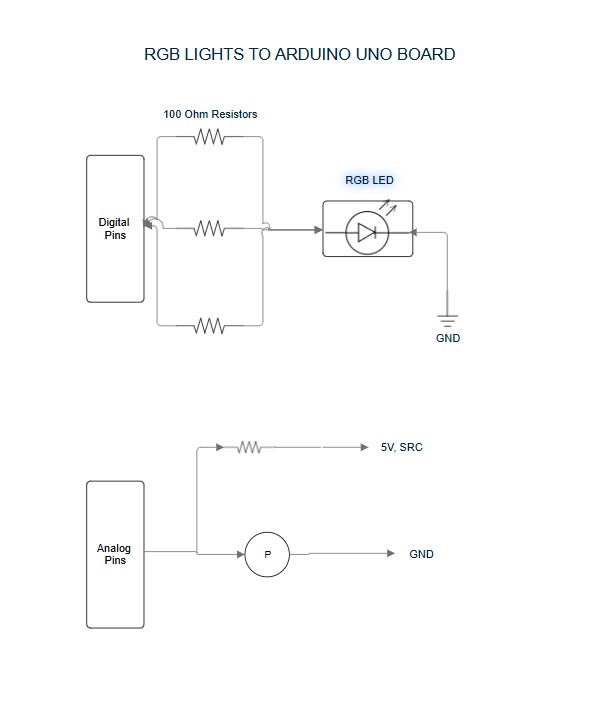 RGB LIGHTS TO ARDUINO UNO BOARD
100 Ohm Resistors
RGB LED
Digital
Pins
GND
5V, SRC
Analog
Pins
P
GND